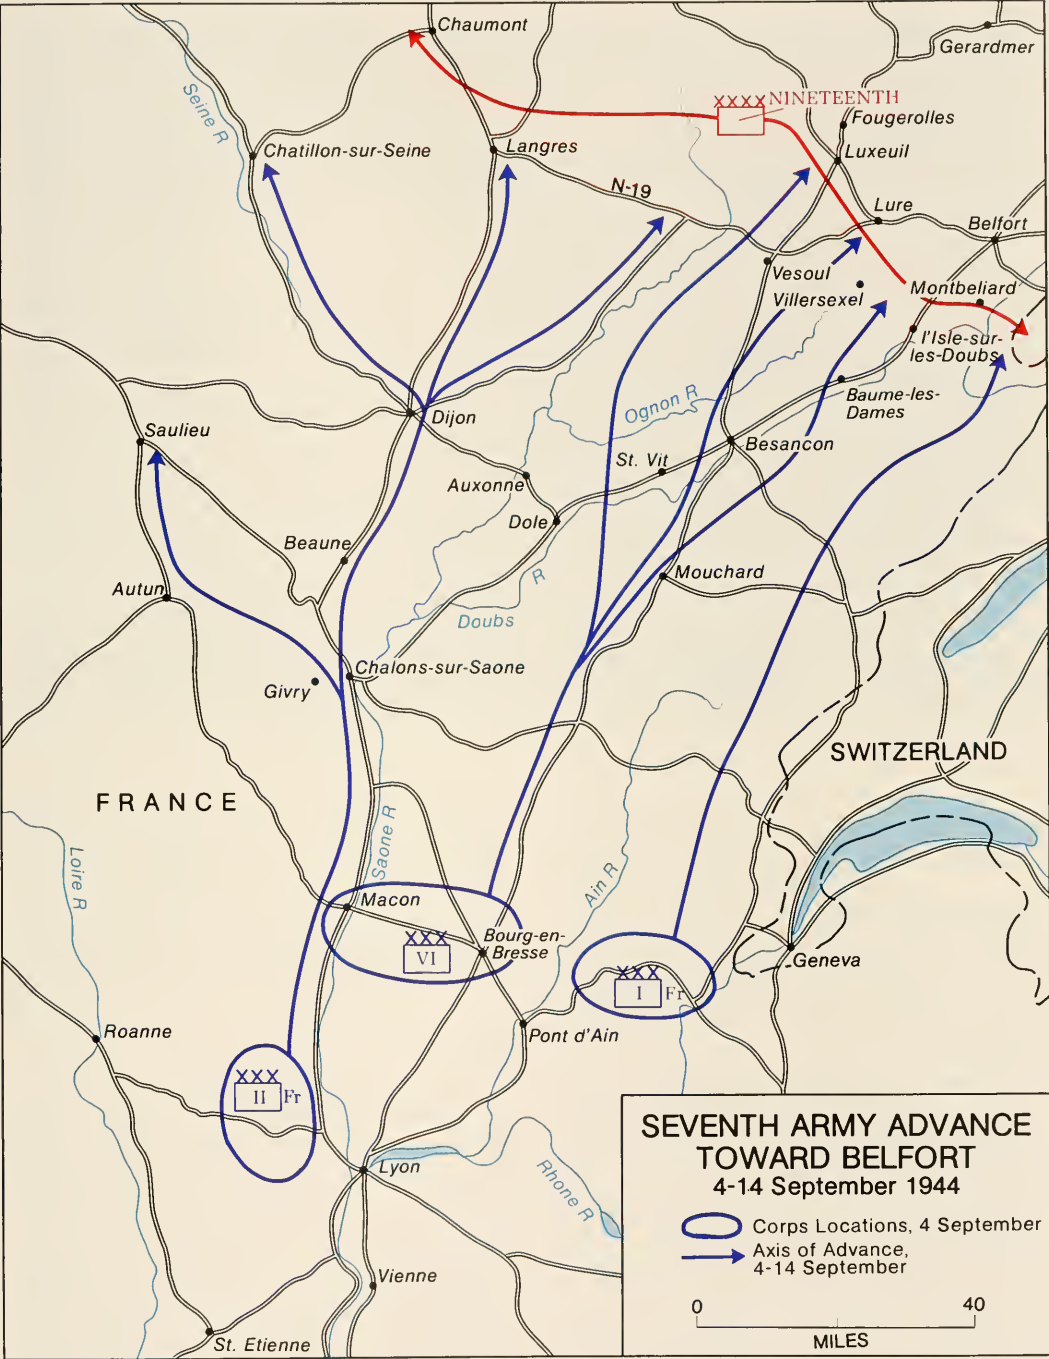 Chaumont
Gerardmer
Seine R
XXXX NINETEENTH
Fougerolles
Chatillon-sur-Seine
Langres
Luxeuil
N-19
Lure
Belfort
Vesoul
Villersexel
Montbeliard
l'Isle-sur-
les-Doubs
Ognon R
Baume-les-
Dames
Dijon
Saulieu
St. Vit
Besancon
Auxonne
Dole
Beaune
Autun
Mouchard
Doubs
R
Chalons-sur-Saone
Givry
SWITZERLAND
FRANCE
Saone R
Loire R
Ain R
Macon
XXX
VI
Bourg-en-
Bresse
XXX
I Fr
Geneva
Roanne
Pont d'Ain
XXX
II Fr
Lyon
Rhone R
Vienne
St. Etienne
SEVENTH ARMY ADVANCE
TOWARD BELFORT
4-14 September 1944
Corps Locations, 4 September
Axis of Advance,
4-14 September
0 40
MILES